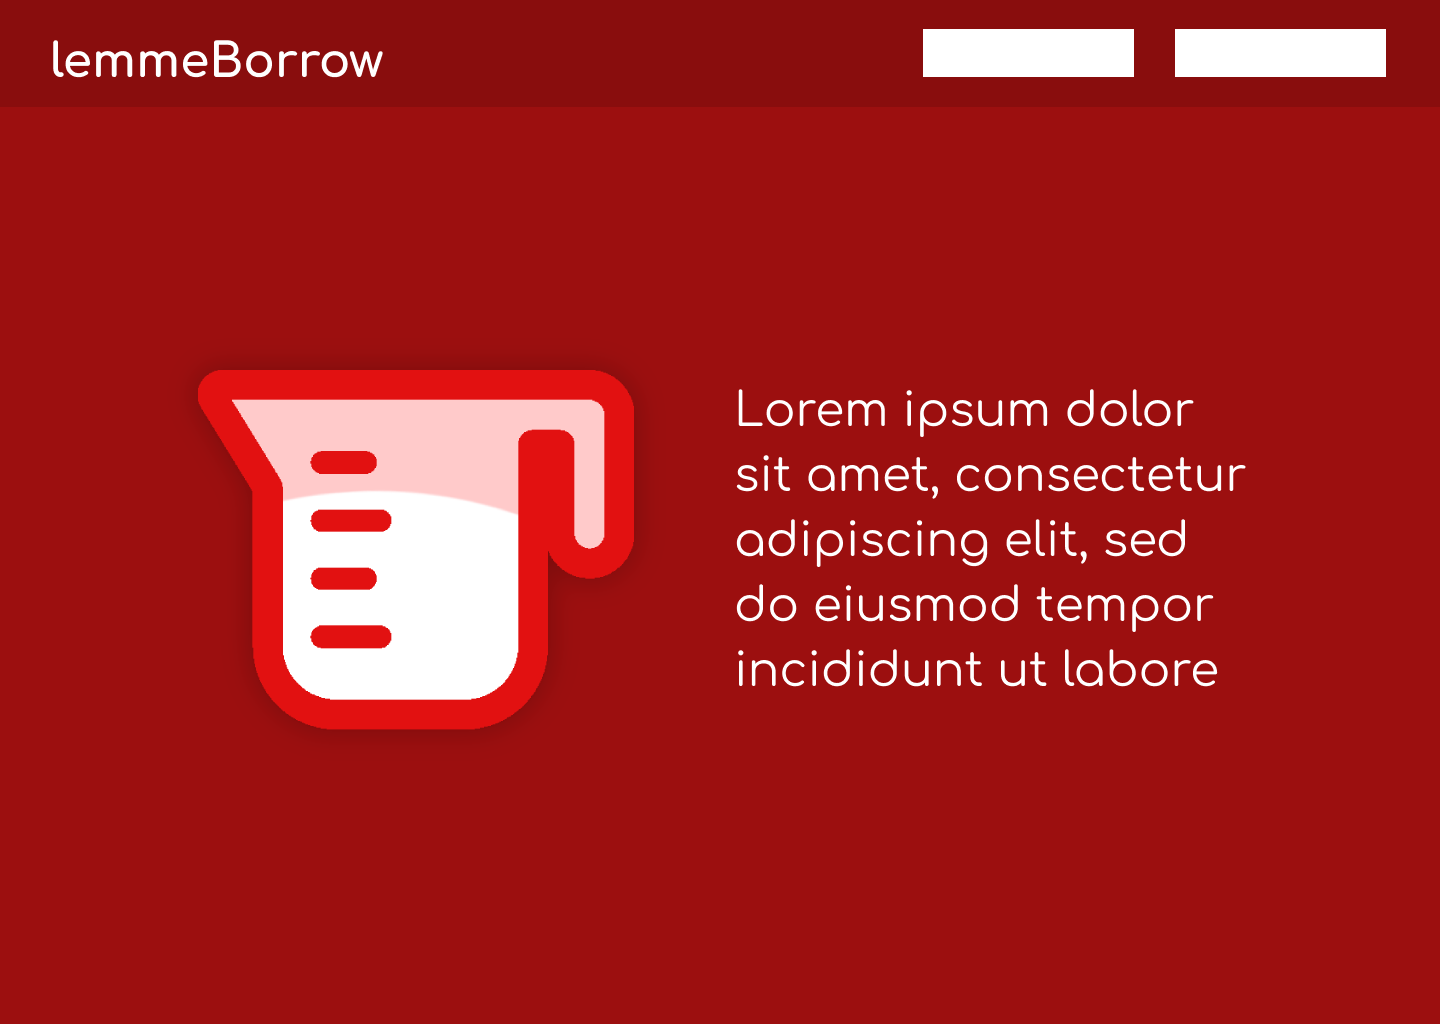 lemmeBorrow
Lorem ipsum dolor
sit amet, consectetur
adipiscing elit, sed
do eiusmod tempor
incididunt ut labore